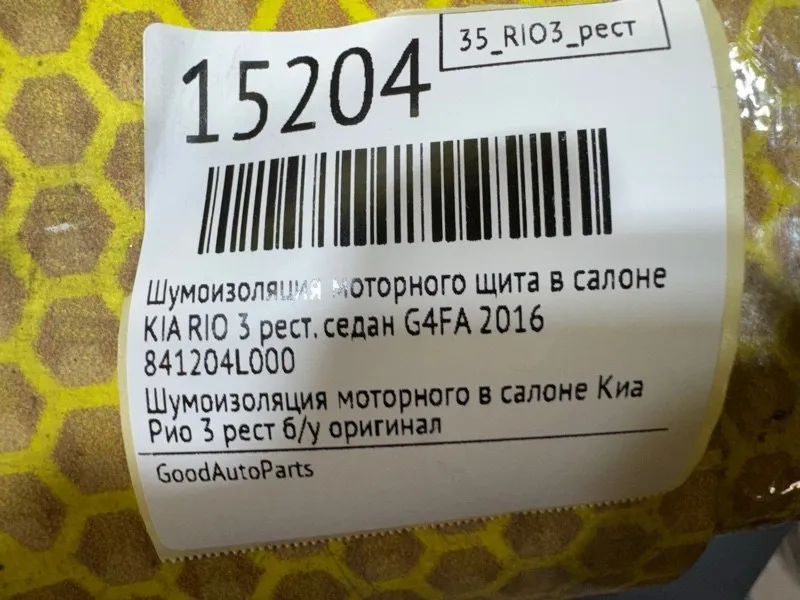 35_RIO3_рест
15204
Шумоизоляция моторного щита в салоне
KIA RIO 3 рест. седан G4FA 2016
841204L000
Шумоизоляция моторного в салоне Киа
Рио 3 рест б/у оригинал
GoodAutoParts